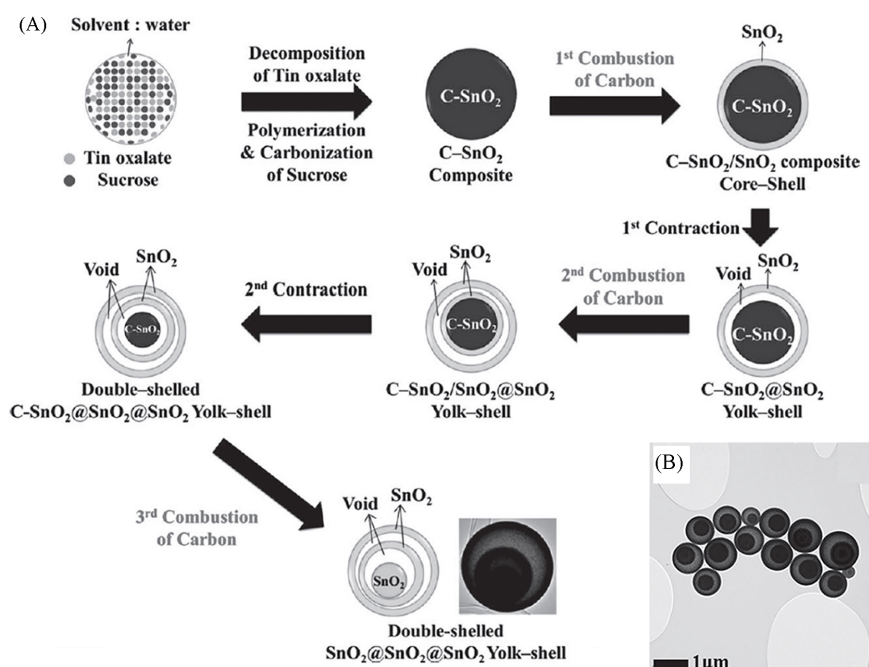 (A)
Solvent : water
Tin oxalate
Sucrose
Decomposition
of Tin oxalate
Polymerization
& Carbonization
of Sucrose
C-SnO₂
C–SnO₂
Composite
1st Combustion
of Carbon
SnO₂
C-SnO₂
C–SnO₂/SnO₂ composite
Core–Shell
1st Contraction
Void
SnO₂
C-SnO₂
C–SnO₂@SnO₂
Yolk–shell
2nd Combustion
of Carbon
Void
SnO₂
C-SnO₂
C–SnO₂/SnO₂@SnO₂
Yolk–shell
2nd Contraction
Void
SnO₂
C-SnO₂
Double–shelled
C-SnO₂@SnO₂@SnO₂ Yolk–shell
3rd Combustion
of Carbon
Void
SnO₂
SnO₂
Double-shelled
SnO₂@SnO₂@SnO₂ Yolk–shell
(B)
1μm